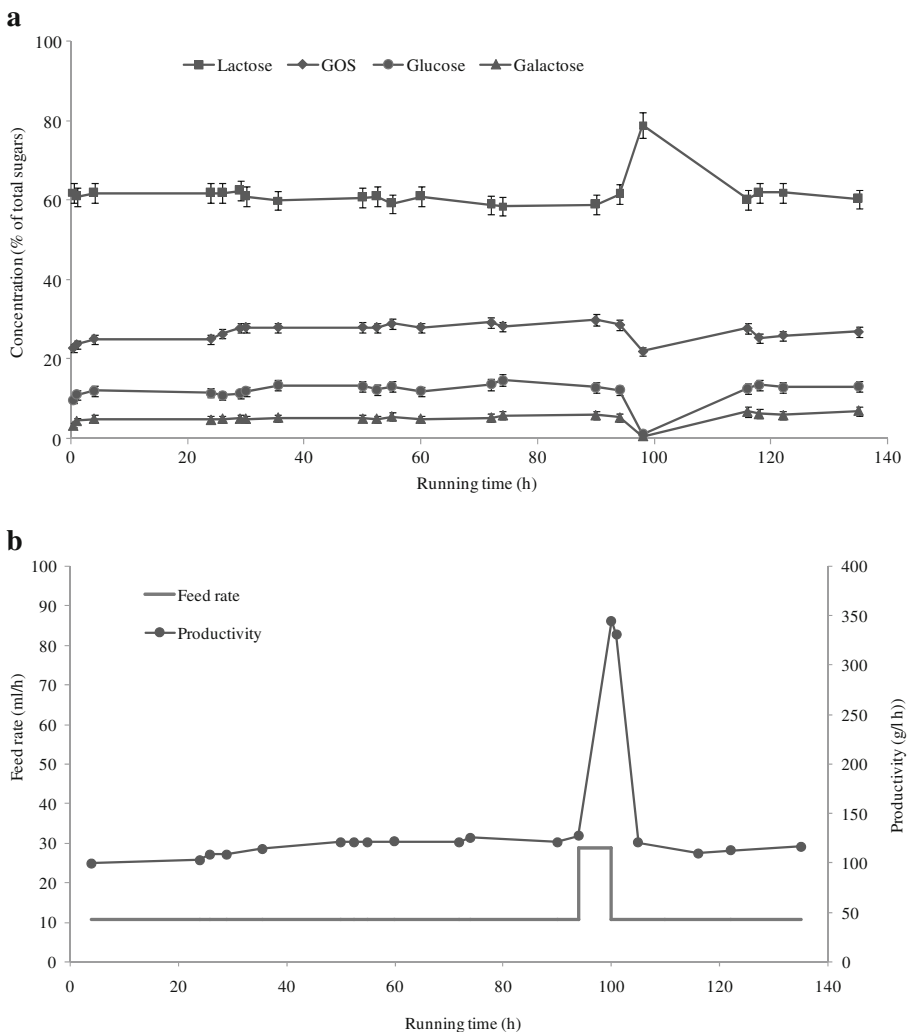 a
100
80
60
40
20
0
Concentration (% of total sugars)
Lactose GOS Glucose Galactose
0 20 40 60 80 100 120 140
Running time (h)
b
100
90
80
70
60
50
40
30
20
10
0
Feed rate (ml/h)
Feed rate
Productivity
400
350
300
250
200
150
100
50
0
Productivity (g/l h))
0 20 40 60 80 100 120 140
Running time (h)